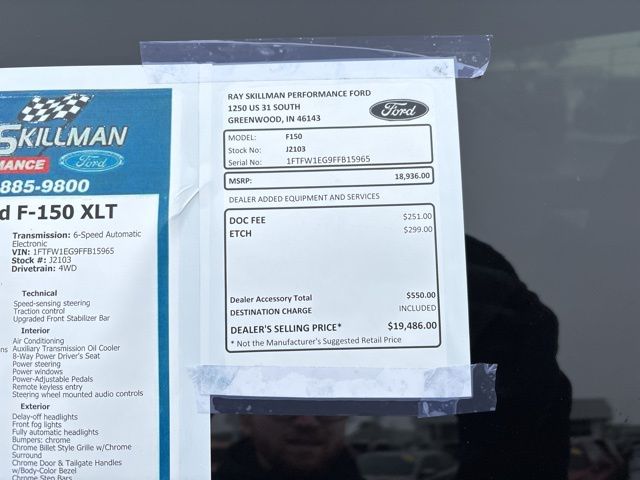 SKILLMAN
MANCE Ford
885-9800
d F-150 XLT
Transmission: 6-Speed Automatic
Electronic
VIN: 1FTFW1EG9FFB15965
Stock #: J2103
Drivetrain: 4WD
Technical
Speed-sensing steering
Traction control
Upgraded Front Stabilizer Bar
Interior
Air Conditioning
ns Auxiliary Transmission Oil Cooler
8-Way Power Driver's Seat
Power steering
Power windows
Power-Adjustable Pedals
Remote keyless entry
Steering wheel mounted audio controls
Exterior
Delay-off headlights
Front fog lights
Fully automatic headlights
Bumpers: chrome
Chrome Billet Style Grille w/Chrome
Surround
Chrome Door & Tailgate Handles
w/Body-Color Bezel
Chrome Step Bars
RAY SKILLMAN PERFORMANCE FORD
1250 US 31 SOUTH
GREENWOOD, IN 46143
Ford
MODEL: F150
Stock No: J2103
Serial No: 1FTFW1EG9FFB15965
MSRP: 18,936.00
DEALER ADDED EQUIPMENT AND SERVICES
DOC FEE $251.00
ETCH $299.00
Dealer Accessory Total $550.00
DESTINATION CHARGE INCLUDED
DEALER'S SELLING PRICE* $19,486.00
* Not the Manufacturer's Suggested Retail Price